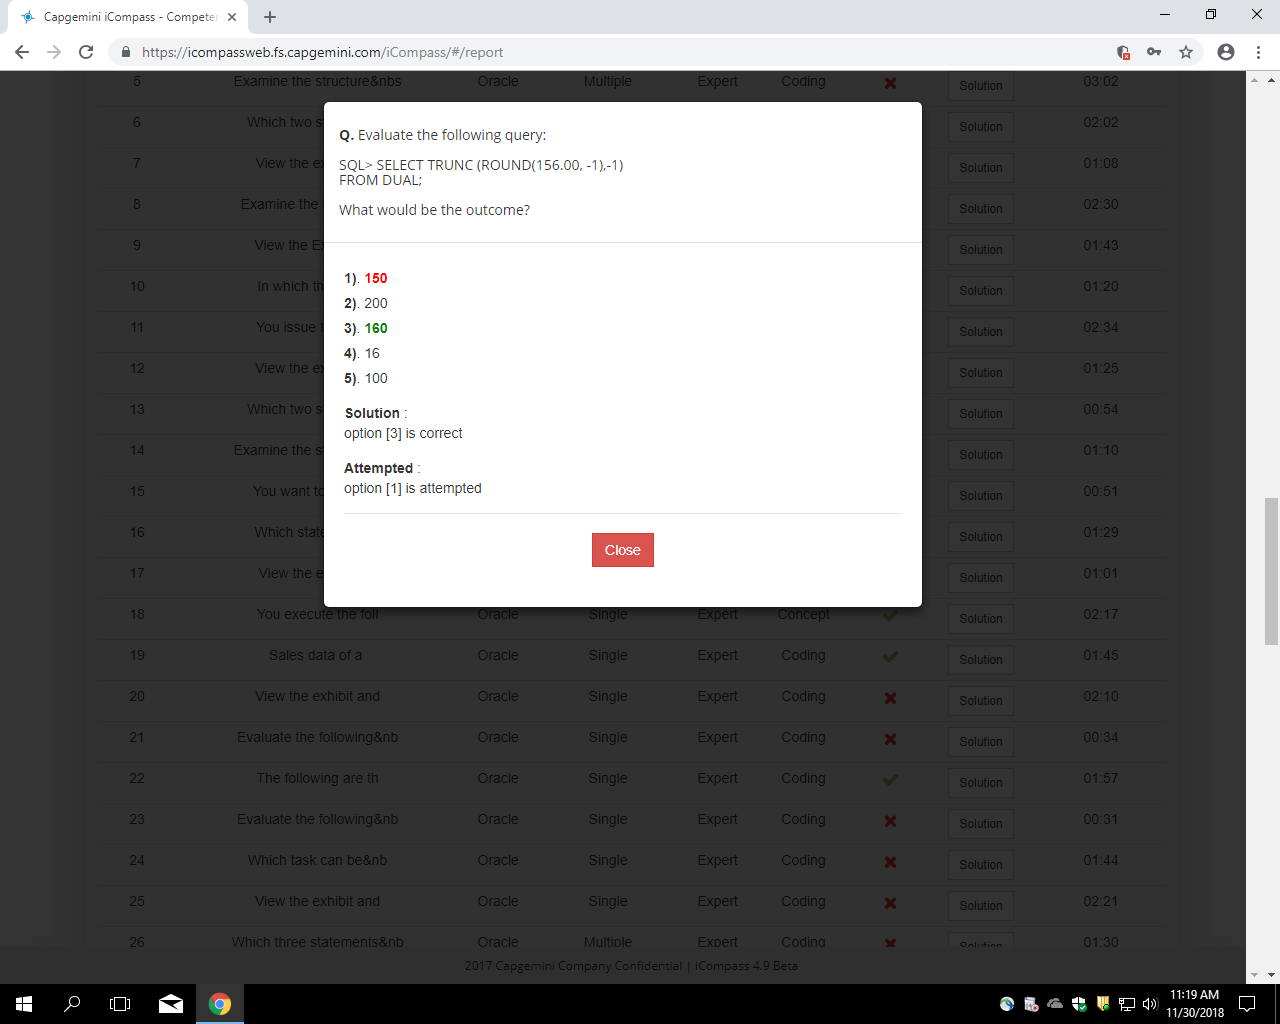 Capgemini iCompass - Competen
https://icompassweb.fs.capgemini.com/iCompass/#/report
5 Examine the structure&nbs Oracle Multiple Expert Coding Solution 03:02
6 Which two s Solution 02:02
7 View the ex Solution 01:08
8 Examine the Solution 02:30
9 View the E Solution 01:43
10 In which th Solution 01:20
11 You issue t Solution 02:34
12 View the ex Solution 01:25
13 Which two s Solution 00:54
14 Examine the s Solution 01:10
15 You want to Solution 00:51
16 Which state Solution 01:29
17 View the e Solution 01:01
18 You execute the foll Oracle Single Expert Concept Solution 02:17
19 Sales data of a Oracle Single Expert Coding Solution 01:45
20 View the exhibit and Oracle Single Expert Coding Solution 02:10
21 Evaluate the following&nb Oracle Single Expert Coding Solution 00:34
22 The following are th Oracle Single Expert Coding Solution 01:57
23 Evaluate the following&nb Oracle Single Expert Coding Solution 00:31
24 Which task can be&nb Oracle Single Expert Coding Solution 01:44
25 View the exhibit and Oracle Single Expert Coding Solution 02:21
26 Which three statements&nb Oracle Multiple Expert Coding Solution 01:30
Q. Evaluate the following query:
SQL> SELECT TRUNC (ROUND(156.00, -1),-1)
FROM DUAL;
What would be the outcome?
1). 150
2). 200
3). 160
4). 16
5). 100
Solution :
option [3] is correct
Attempted :
option [1] is attempted
Close
2017 Capgemini Company Confidential | iCompass 4.9 Beta
11:19 AM
11/30/2018